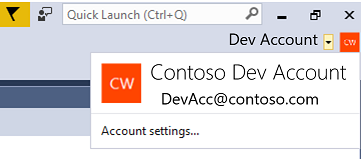 Quick Launch (Ctrl+Q)
Dev Account
CW
CW
Contoso Dev Account
DevAcc@contoso.com
Account settings...